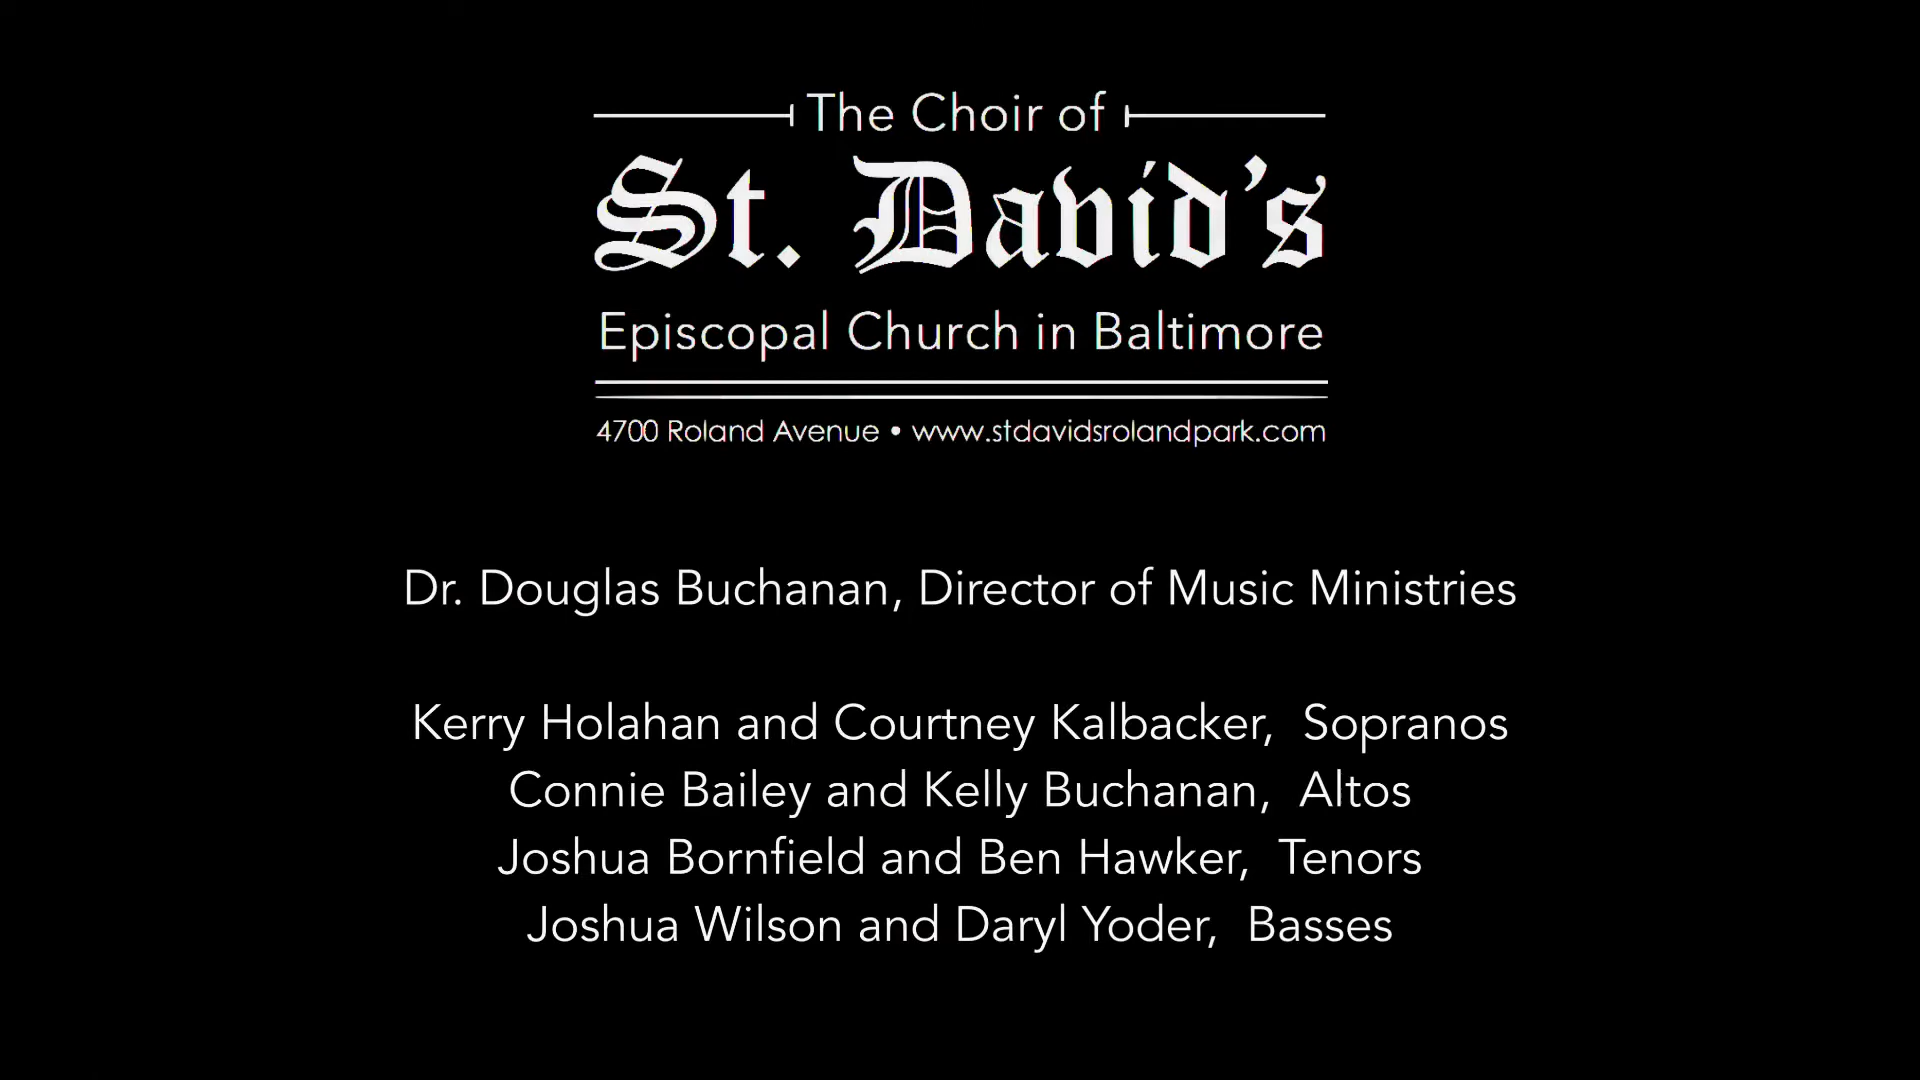 The Choir of
St. David's
Episcopal Church in Baltimore
4700 Roland Avenue • www.stdavidsrolandpark.com
Dr. Douglas Buchanan, Director of Music Ministries
Kerry Holahan and Courtney Kalbacker,  Sopranos
Connie Bailey and Kelly Buchanan,  Altos
Joshua Bornfield and Ben Hawker,  Tenors
Joshua Wilson and Daryl Yoder,  Basses